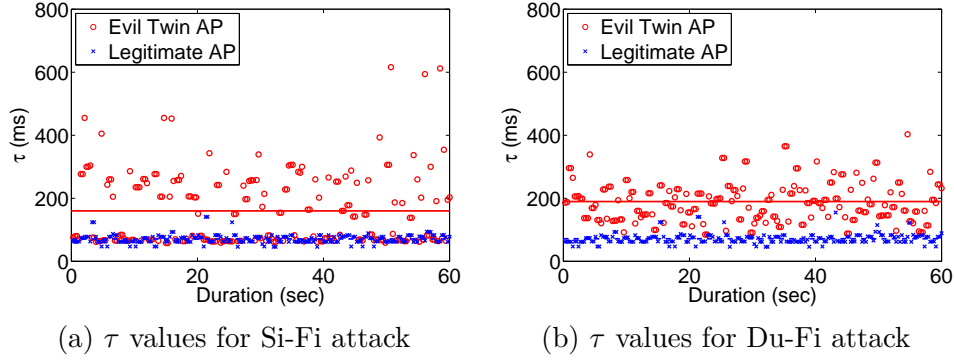 800
600
400
200
0
τ (ms)
Evil Twin AP
Legitimate AP
0 20 40 60
Duration (sec)
(a) τ values for Si-Fi attack
800
600
400
200
0
τ (ms)
Evil Twin AP
Legitimate AP
0 20 40 60
Duration (sec)
(b) τ values for Du-Fi attack